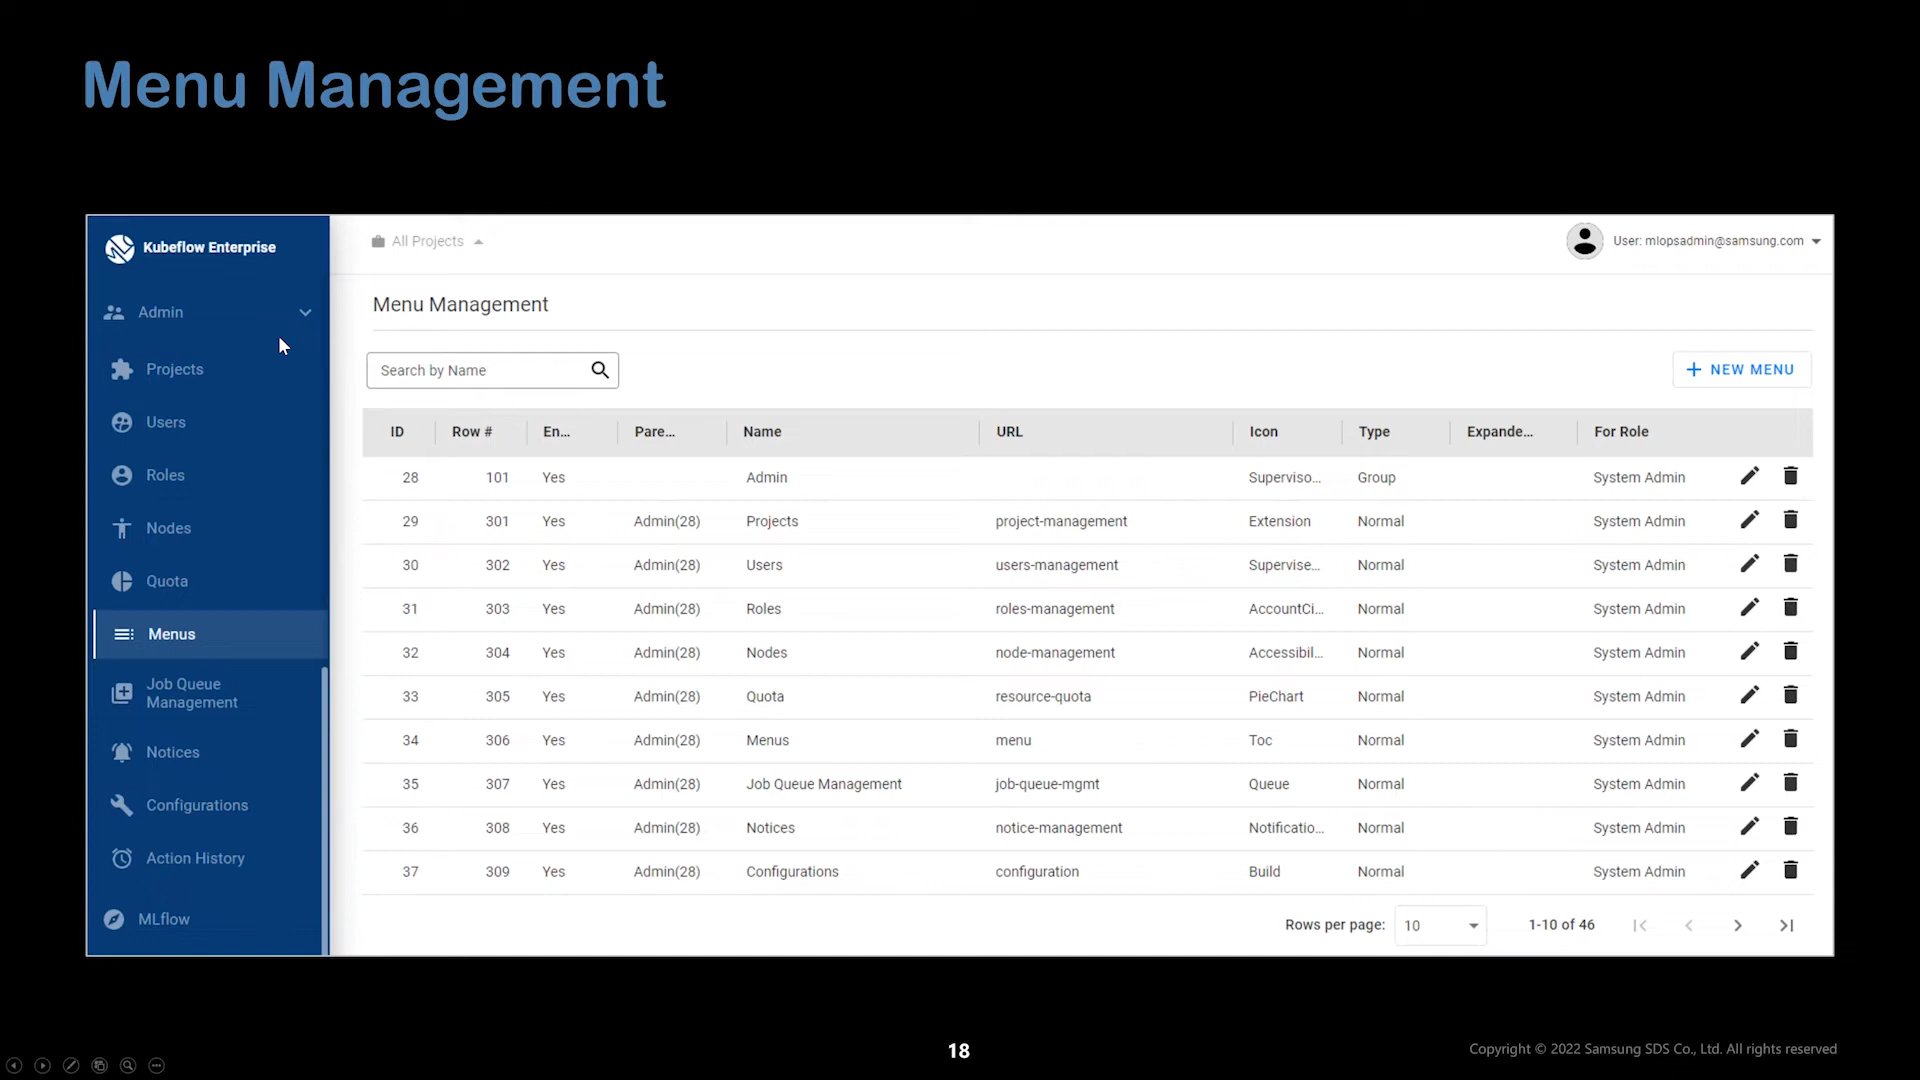 Menu Management
Kubeflow Enterprise
All Projects
User: mlopsadmin@samsung.com
Admin
Projects
Users
Roles
Nodes
Quota
Menus
Job Queue
Management
Notices
Configurations
Action History
MLflow
Menu Management
Search by Name
NEW MENU
ID Row # En... Pare... Name URL Icon Type Expande... For Role
28 101 Yes Admin Superviso... Group System Admin
29 301 Yes Admin(28) Projects project-management Extension Normal System Admin
30 302 Yes Admin(28) Users users-management Supervise... Normal System Admin
31 303 Yes Admin(28) Roles roles-management AccountCi... Normal System Admin
32 304 Yes Admin(28) Nodes node-management Accessibil... Normal System Admin
33 305 Yes Admin(28) Quota resource-quota PieChart Normal System Admin
34 306 Yes Admin(28) Menus menu Toc Normal System Admin
35 307 Yes Admin(28) Job Queue Management job-queue-mgmt Queue Normal System Admin
36 308 Yes Admin(28) Notices notice-management Notificatio... Normal System Admin
37 309 Yes Admin(28) Configurations configuration Build Normal System Admin
Rows per page: 10 1-10 of 46
18
Copyright © 2022 Samsung SDS Co., Ltd. All rights reserved